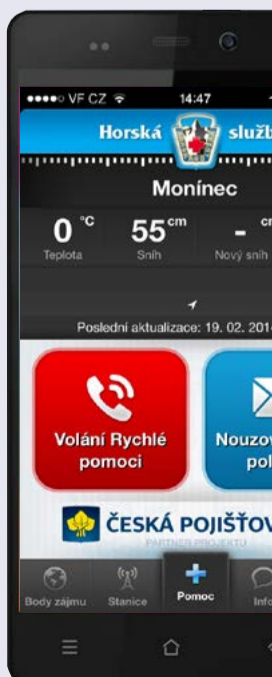 VF CZ 14:47
Horská služb
Monínec
0 °C 55 cm - cm
Teplota Sníh Nový sníh
Poslední aktualizace: 19. 02. 2014
Volání Rychlé
pomoci
Nouzov
pol
ČESKÁ POJIŠŤOV
PARTNER PROJEKTU
Body zájmu Stanice Pomoc Info